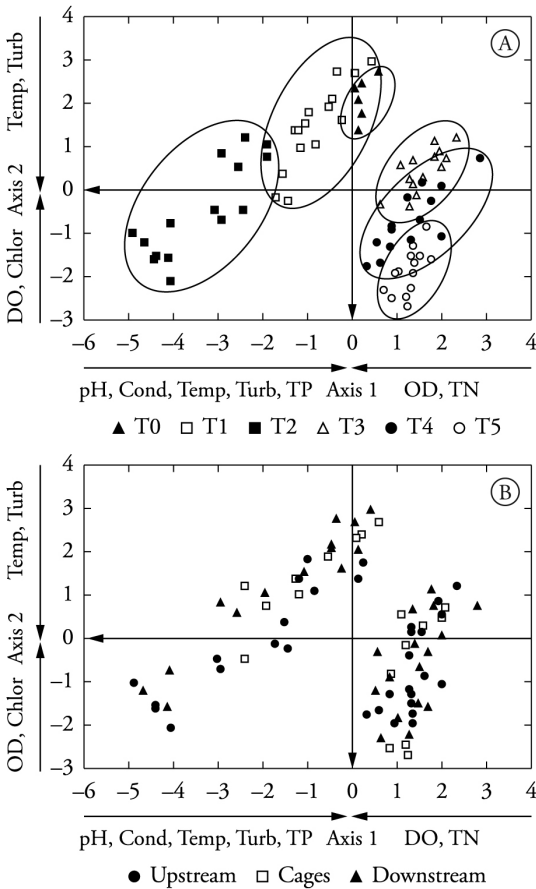 4
A
3
2
1
0
−1
−2
−3
DO, Chlor Axis 2 Temp, Turb
−6 −5 −4 −3 −2 −1 0 1 2 3 4
pH, Cond, Temp, Turb, TP Axis 1 OD, TN
T0 T1 T2 T3 T4 T5
4
B
3
2
1
0
−1
−2
−3
OD, Chlor Axis 2 Temp, Turb
−6 −5 −4 −3 −2 −1 0 1 2 3 4
pH, Cond, Temp, Turb, TP Axis 1 DO, TN
Upstream Cages Downstream